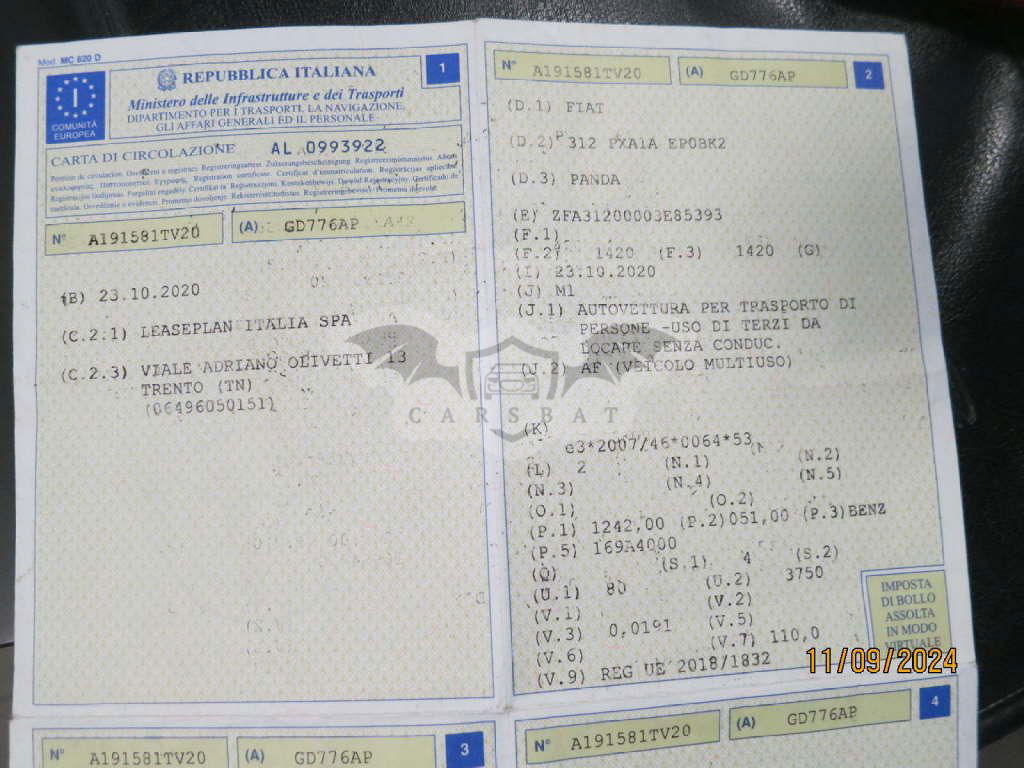 Mod. MC 820 D
REPUBBLICA ITALIANA
1
Ministero delle Infrastrutture e dei Trasporti
DIPARTIMENTO PER I TRASPORTI, LA NAVIGAZIONE,
GLI AFFARI GENERALI ED IL PERSONALE
I
COMUNITÀ
EUROPEA
CARTA DI CIRCOLAZIONE AL 0993922
N° A191581TV20 (A) GD776AP
(B) 23.10.2020
(C.2.1) LEASEPLAN ITALIA SPA
(C.2.3) VIALE ADRIANO OLIVETTI 13
TRENTO (TN)
(06496050151)
N° A191581TV20 (A) GD776AP 2
(D.1) FIAT
(D.2) 312 PXA1A EP0BK2
(D.3) PANDA
(E) ZFA31200003E85393
(F.1)
(F.2) 1420 (F.3) 1420 (G)
(I) 23.10.2020
(J) M1
(J.1) AUTOVETTURA PER TRASPORTO DI
PERSONE -USO DI TERZI DA
LOCARE SENZA CONDUC.
(J.2) AF (VEICOLO MULTIUSO)
CARSBAT
(K)
e3*2007/46*0064*53
(L) 2 (N.1) (N.2)
(N.3) (N.4) (N.5)
(O.1) (O.2)
(P.1) 1242,00 (P.2)051,00 (P.3)BENZ
(P.5) 169A4000
(Q) (S.1) 4 (S.2)
(U.1) 80 (U.2) 3750
(V.1) (V.2)
(V.3) 0,0191 (V.5)
(V.6) (V.7) 110,0
(V.9) REG UE 2018/1832
IMPOSTA
DI BOLLO
ASSOLTA
IN MODO
VIRTUALE
11/09/2024
N° A191581TV20 (A) GD776AP 3
N° A191581TV20 (A) GD776AP 4